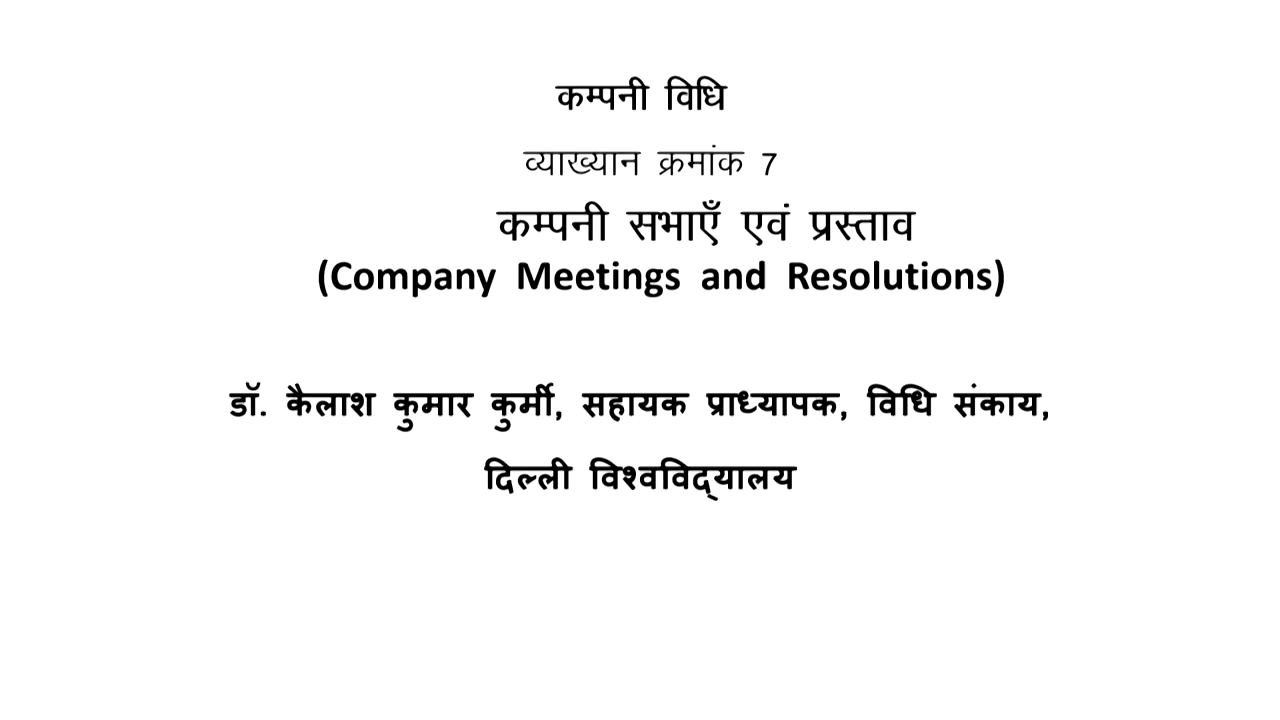 कम्पनी विधि
व्याख्यान क्रमांक 7
कम्पनी सभाएँ एवं प्रस्ताव
(Company Meetings and Resolutions)
डॉ. कैलाश कुमार कुर्मी, सहायक प्राध्यापक, विधि संकाय,
दिल्ली विश्वविद्यालय